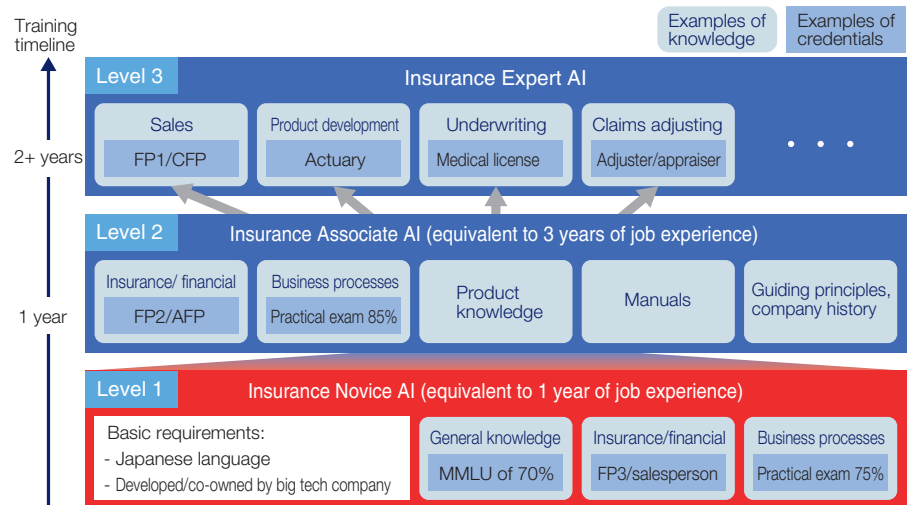 Training
timeline
Examples of
knowledge
Examples of
credentials
Level 3
Insurance Expert AI
2+ years
Sales
FP1/CFP
Product development
Actuary
Underwriting
Medical license
Claims adjusting
Adjuster/appraiser
. . .
Level 2
Insurance Associate AI (equivalent to 3 years of job experience)
1 year
Insurance/ financial
FP2/AFP
Business processes
Practical exam 85%
Product
knowledge
Manuals
Guiding principles,
company history
Level 1
Insurance Novice AI (equivalent to 1 year of job experience)
Basic requirements:
- Japanese language
- Developed/co-owned by big tech company
General knowledge
MMLU of 70%
Insurance/financial
FP3/salesperson
Business processes
Practical exam 75%